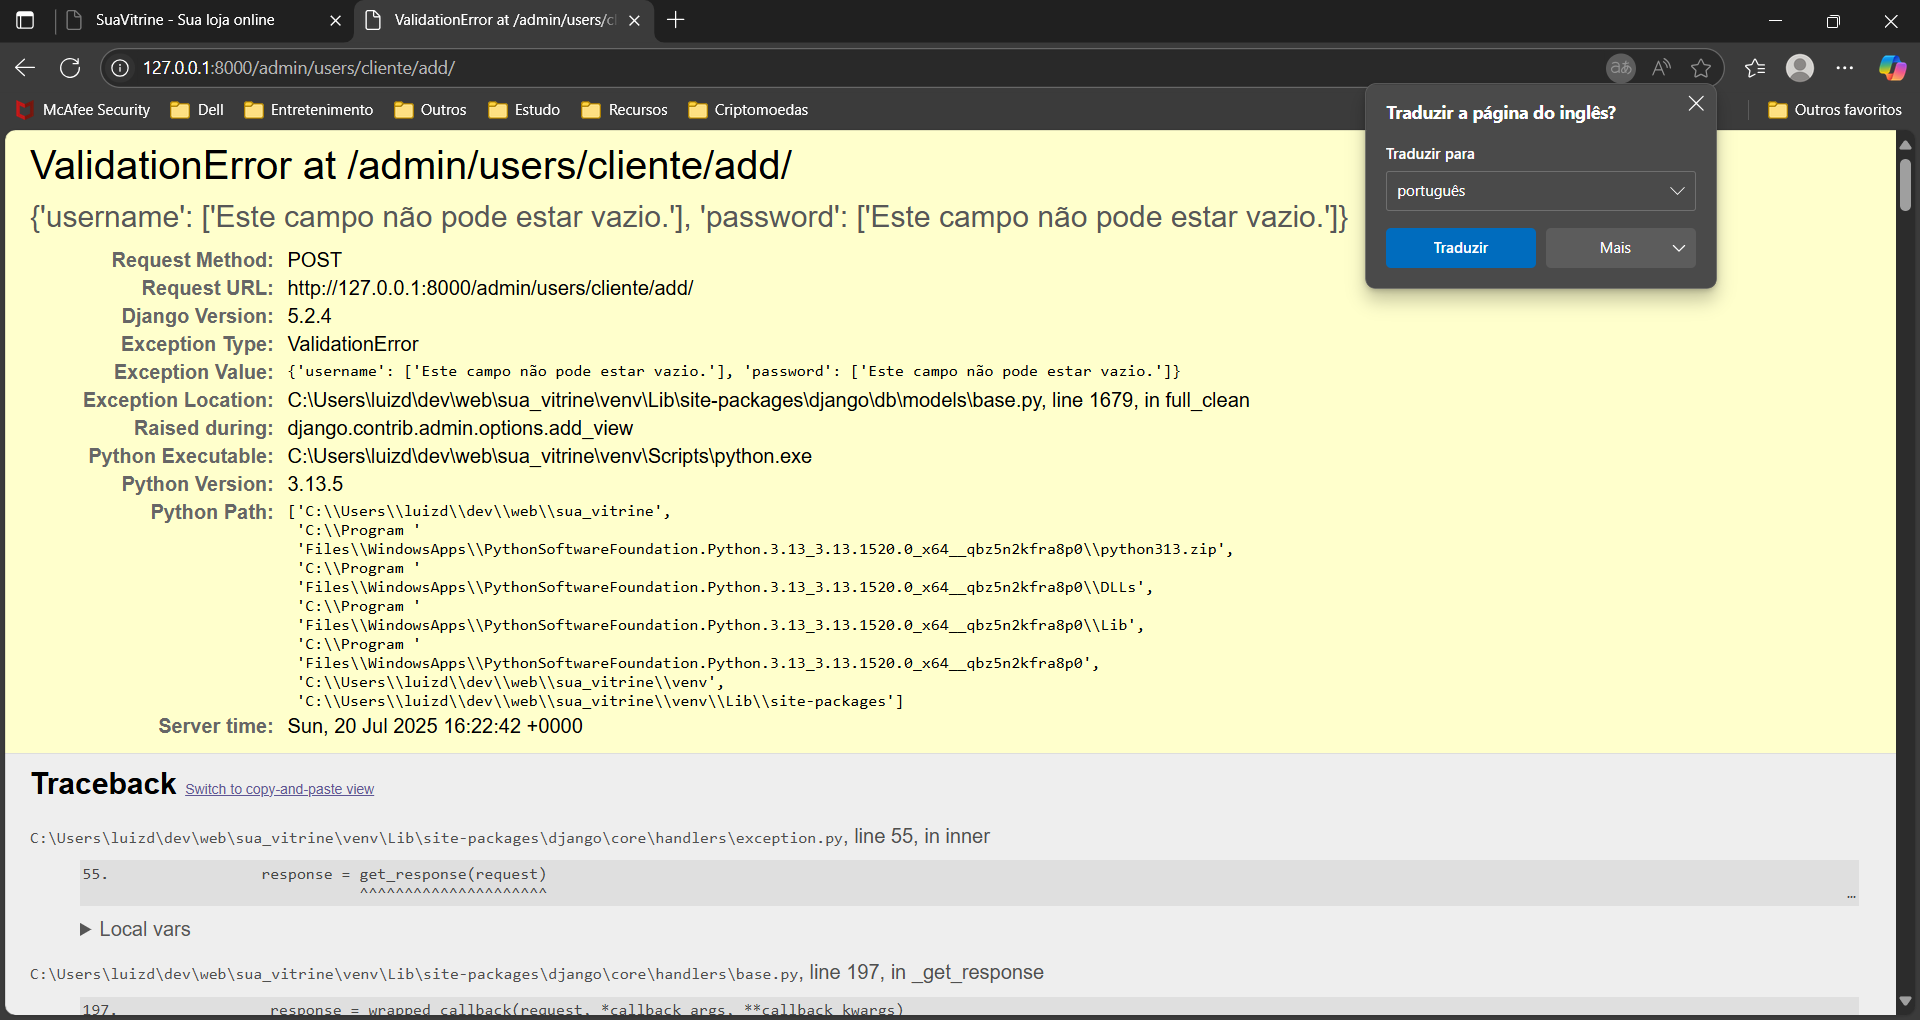 SuaVitrine - Sua loja online
ValidationError at /admin/users/cl
127.0.0.1:8000/admin/users/cliente/add/
McAfee Security
Dell
Entretenimento
Outros
Estudo
Recursos
Criptomoedas
Outros favoritos
Traduzir a página do inglês?
Traduzir para
português
Traduzir
Mais
ValidationError at /admin/users/cliente/add/
{'username': ['Este campo não pode estar vazio.'], 'password': ['Este campo não pode estar vazio.']}
Request Method: POST
Request URL: http://127.0.0.1:8000/admin/users/cliente/add/
Django Version: 5.2.4
Exception Type: ValidationError
Exception Value: {'username': ['Este campo não pode estar vazio.'], 'password': ['Este campo não pode estar vazio.']}
Exception Location: C:\Users\luizd\dev\web\sua_vitrine\venv\Lib\site-packages\django\db\models\base.py, line 1679, in full_clean
Raised during: django.contrib.admin.options.add_view
Python Executable: C:\Users\luizd\dev\web\sua_vitrine\venv\Scripts\python.exe
Python Version: 3.13.5
Python Path: ['C:\\Users\\luizd\\dev\\web\\sua_vitrine',
'C:\\Program '
'Files\\WindowsApps\\PythonSoftwareFoundation.Python.3.13_3.13.1520.0_x64__qbz5n2kfra8p0\\python313.zip',
'C:\\Program '
'Files\\WindowsApps\\PythonSoftwareFoundation.Python.3.13_3.13.1520.0_x64__qbz5n2kfra8p0\\DLLs',
'C:\\Program '
'Files\\WindowsApps\\PythonSoftwareFoundation.Python.3.13_3.13.1520.0_x64__qbz5n2kfra8p0\\Lib',
'C:\\Program '
'Files\\WindowsApps\\PythonSoftwareFoundation.Python.3.13_3.13.1520.0_x64__qbz5n2kfra8p0',
'C:\\Users\\luizd\\dev\\web\\sua_vitrine\\venv',
'C:\\Users\\luizd\\dev\\web\\sua_vitrine\\venv\\Lib\\site-packages']
Server time: Sun, 20 Jul 2025 16:22:42 +0000
Traceback Switch to copy-and-paste view
C:\Users\luizd\dev\web\sua_vitrine\venv\Lib\site-packages\django\core\handlers\exception.py, line 55, in inner
55. response = get_response(request)
^^^^^^^^^^^^^^^^^^^^^
…
Local vars
C:\Users\luizd\dev\web\sua_vitrine\venv\Lib\site-packages\django\core\handlers\base.py, line 197, in _get_response
197. response = wrapped_callback(request, *callback_args, **callback_kwargs)